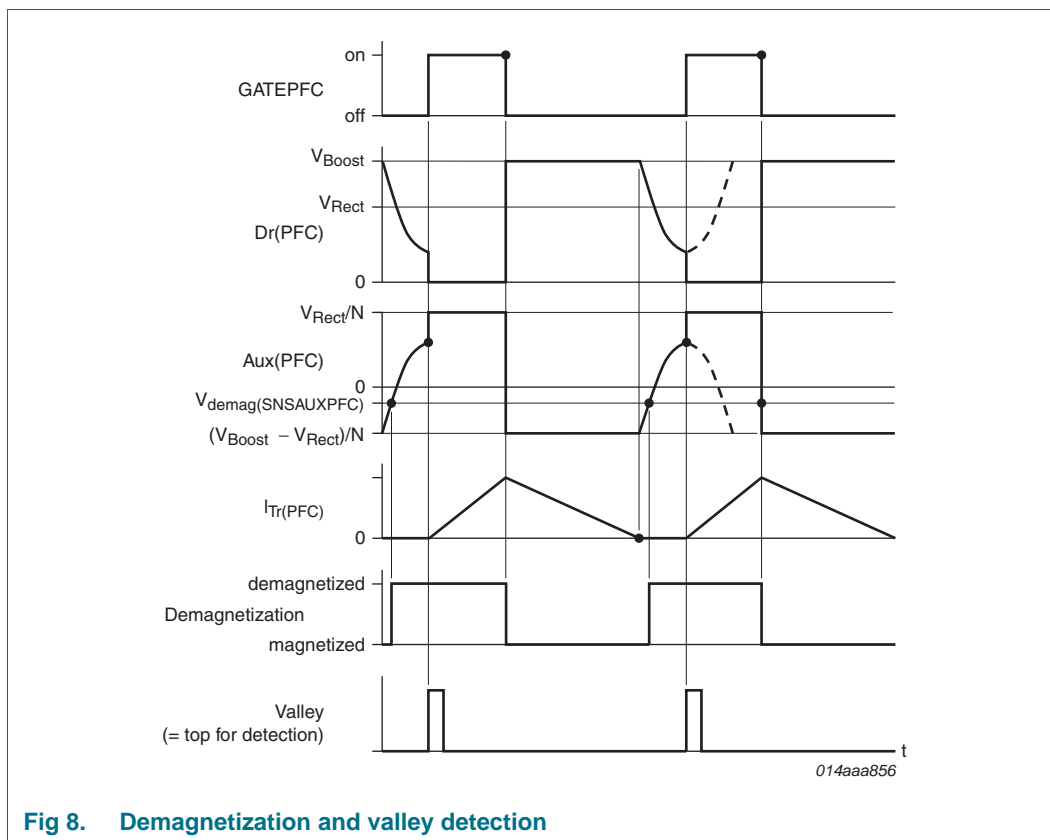 on
GATEPFC
off
VBoost
VRect
Dr(PFC)
0
VRect/N
Aux(PFC)
0
Vdemag(SNSAUXPFC)
(VBoost − VRect)/N
ITr(PFC)
0
demagnetized
Demagnetization
magnetized
Valley
(= top for detection)
t
014aaa856
Fig 8. Demagnetization and valley detection